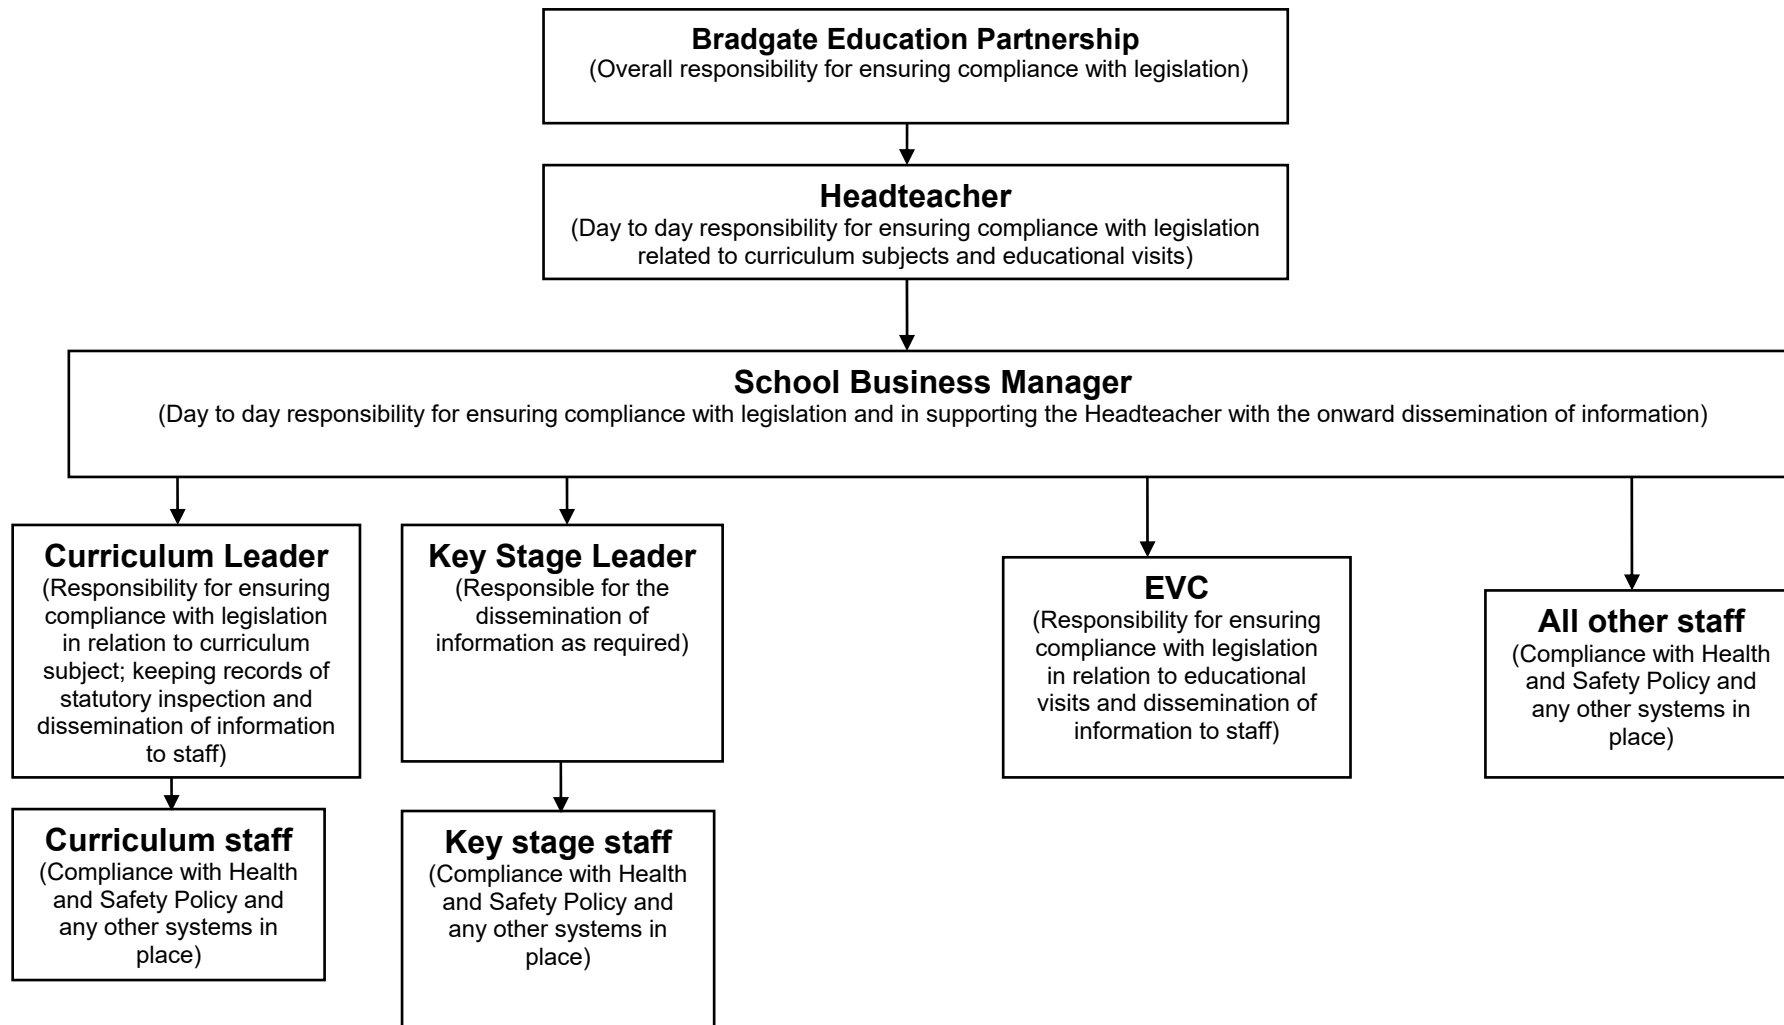 Bradgate Education Partnership
(Overall responsibility for ensuring compliance with legislation)
Headteacher
(Day to day responsibility for ensuring compliance with legislation
related to curriculum subjects and educational visits)
School Business Manager
(Day to day responsibility for ensuring compliance with legislation and in supporting the Headteacher with the onward dissemination of information)
Curriculum Leader
(Responsibility for ensuring
compliance with legislation
in relation to curriculum
subject; keeping records of
statutory inspection and
dissemination of information
to staff)
Key Stage Leader
(Responsible for the
dissemination of
information as required)
EVC
(Responsibility for ensuring
compliance with legislation
in relation to educational
visits and dissemination of
information to staff)
All other staff
(Compliance with Health
and Safety Policy and
any other systems in
place)
Curriculum staff
(Compliance with Health
and Safety Policy and
any other systems in
place)
Key stage staff
(Compliance with Health
and Safety Policy and
any other systems in
place)